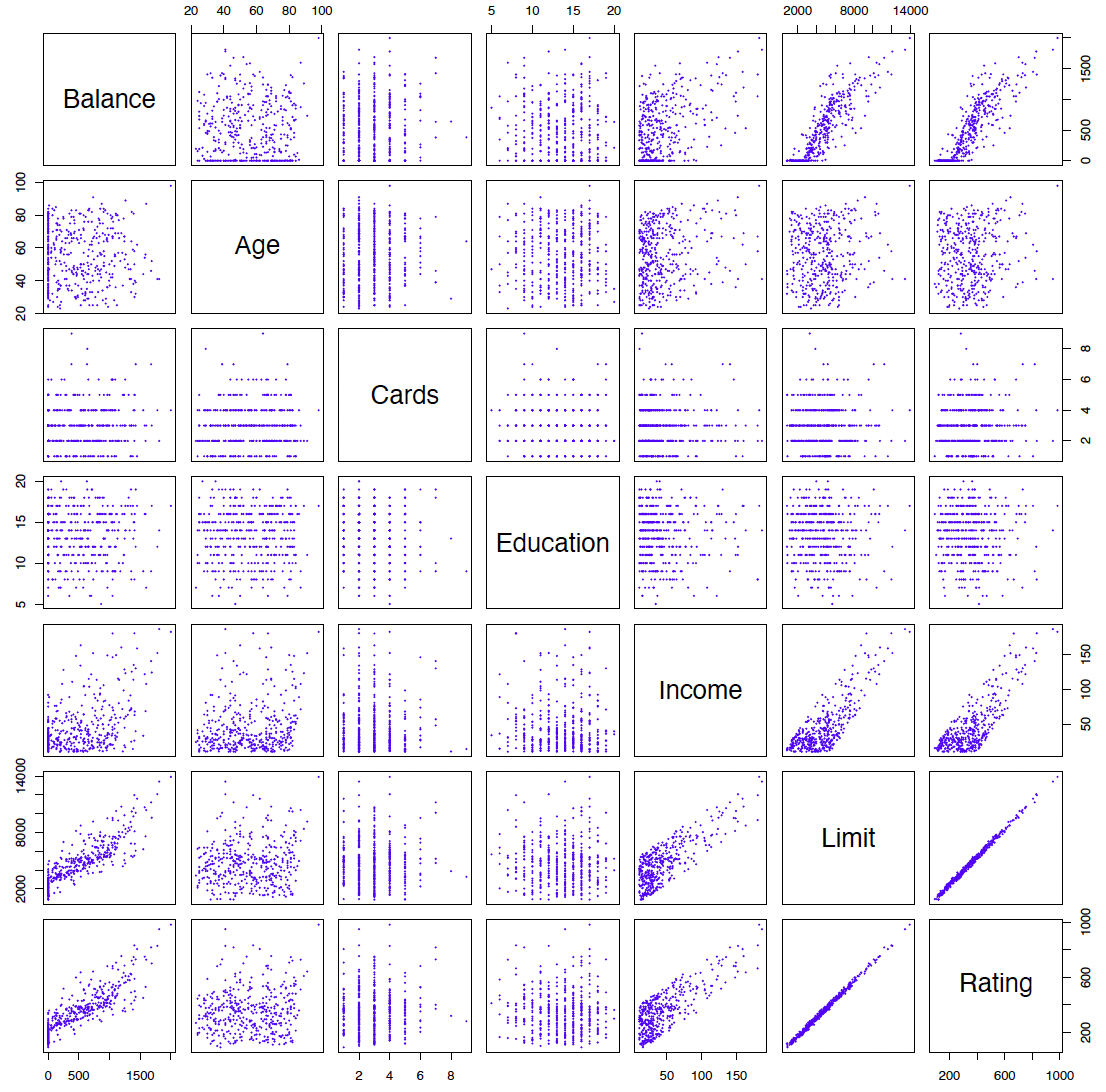 20 40 60 80 100 5 10 15 20 2000 8000 14000
Balance
0 500 1500
20 40 60 80 100
Age
Cards
2 4 6 8
5 10 15 20
Education
Income
50 100 150
2000 8000 14000
Limit
Rating
200 600 1000
0 500 1500 2 4 6 8 50 100 150 200 600 1000